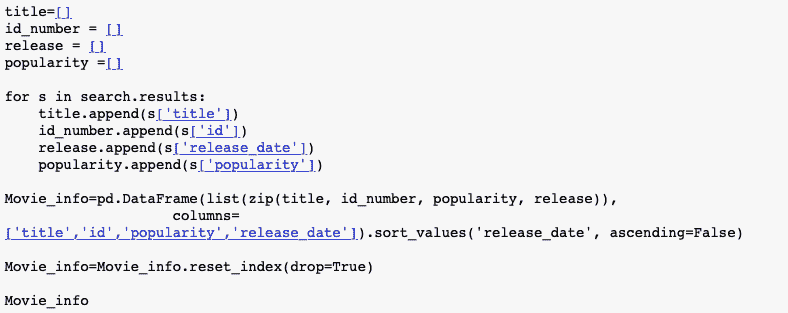 title=[]
id_number = []
release = []
popularity =[]
for s in search.results:
title.append(s['title'])
id_number.append(s['id'])
release.append(s['release_date'])
popularity.append(s['popularity'])
Movie_info=pd.DataFrame(list(zip(title, id_number, popularity, release)),
columns=
['title','id','popularity','release_date']).sort_values('release_date', ascending=False)
Movie_info=Movie_info.reset_index(drop=True)
Movie_info